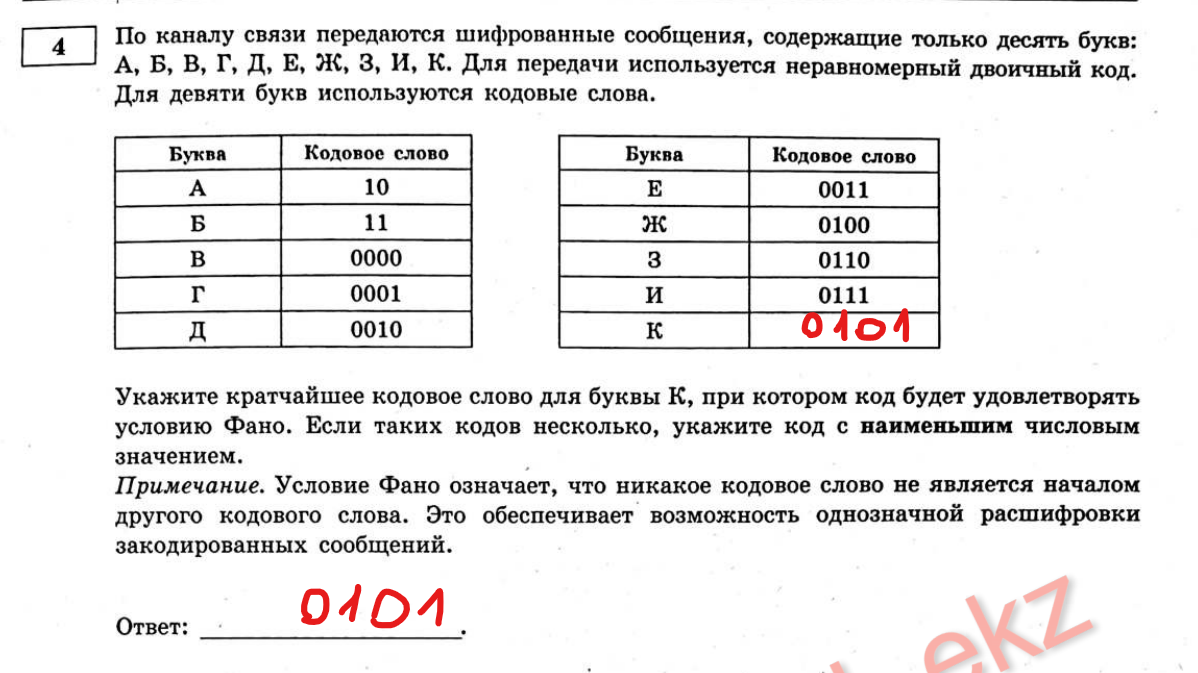 4
По каналу связи передаются шифрованные сообщения, содержащие только десять букв:
А, Б, В, Г, Д, Е, Ж, З, И, К. Для передачи используется неравномерный двоичный код.
Для девяти букв используются кодовые слова.
Буква Кодовое слово
А 10
Б 11
В 0000
Г 0001
Д 0010
Буква Кодовое слово
Е 0011
Ж 0100
З 0110
И 0111
К 0101
Укажите кратчайшее кодовое слово для буквы К, при котором код будет удовлетворять
условию Фано. Если таких кодов несколько, укажите код с наименьшим числовым
значением.
Примечание. Условие Фано означает, что никакое кодовое слово не является началом
другого кодового слова. Это обеспечивает возможность однозначной расшифровки
закодированных сообщений.
Ответ: 0101.
ekz